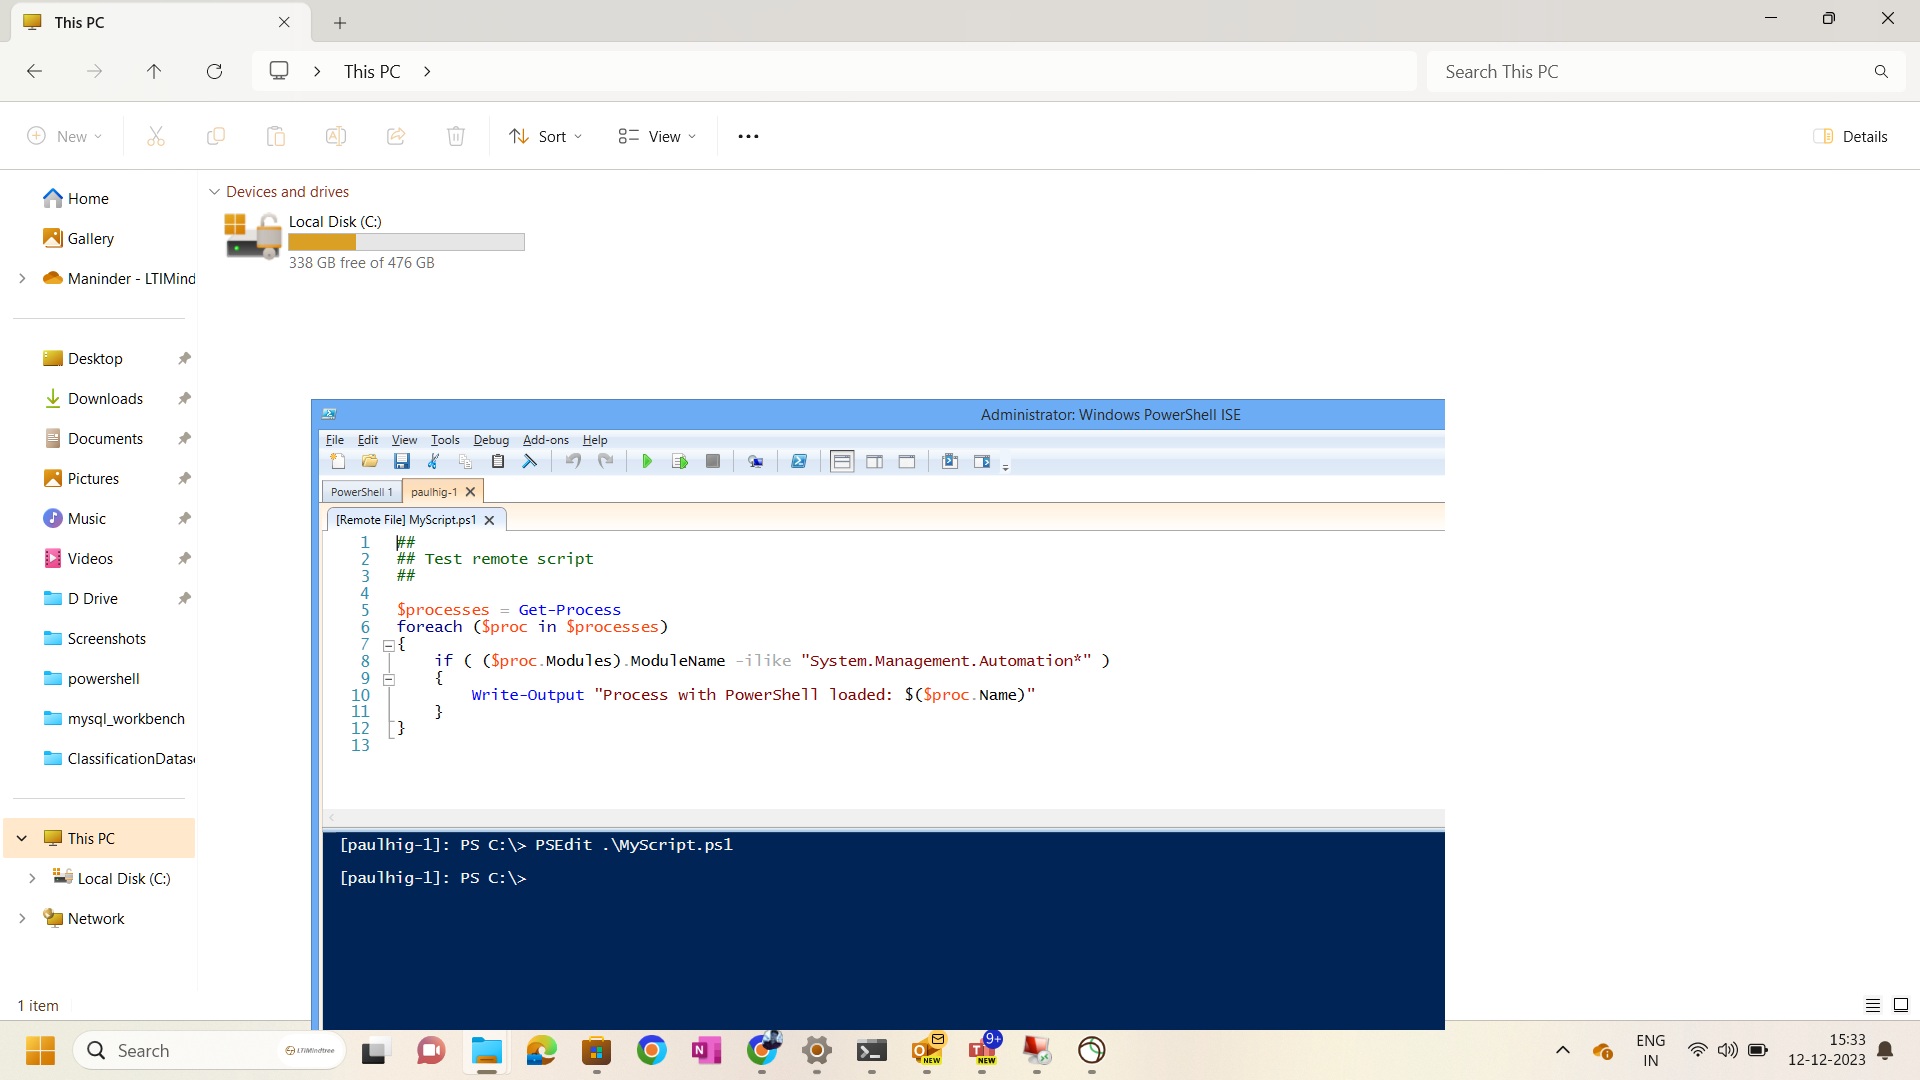 This PC
This PC
Search This PC
New
Sort
View
Details
Home
Gallery
Maninder - LTIMind
Desktop
Downloads
Documents
Pictures
Music
Videos
D Drive
Screenshots
powershell
mysql_workbench
ClassificationDatas
This PC
Local Disk (C:)
Network
1 item
Devices and drives
Local Disk (C:)
338 GB free of 476 GB
Administrator: Windows PowerShell ISE
File Edit View Tools Debug Add-ons Help
PowerShell 1 paulhig-1
[Remote File] MyScript.ps1
1 ##
2 ## Test remote script
3 ##
4
5 $processes = Get-Process
6 foreach ($proc in $processes)
7 {
8 if ( ($proc.Modules).ModuleName -ilike "System.Management.Automation*" )
9 {
10 Write-Output "Process with PowerShell loaded: $($proc.Name)"
11 }
12 }
13
[paulhig-1]: PS C:\> PSEdit .\MyScript.ps1
[paulhig-1]: PS C:\>
Search
LTIMindtree
NEW
9+
NEW
ENG
IN
15:33
12-12-2023